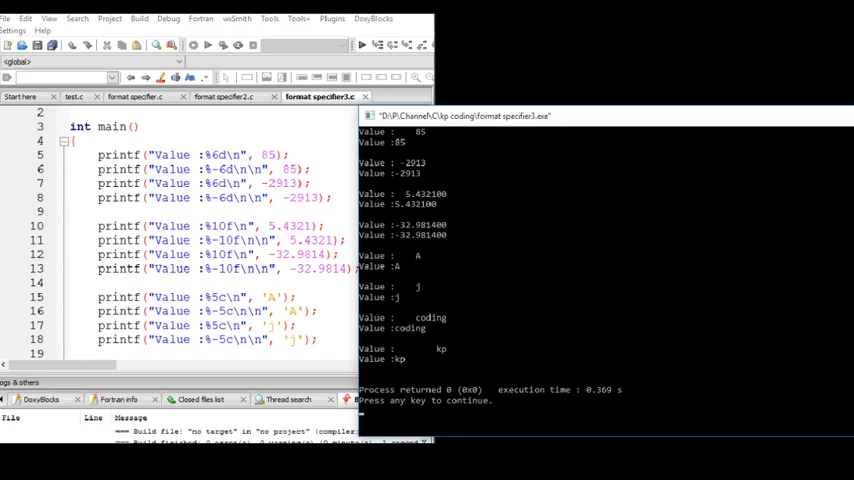 File Edit View Search Project Build Debug Fortran wxSmith Tools Tools+ Plugins DoxyBlocks
Settings Help
<global>
Start here test.c format specifier.c format specifier2.c format specifier3.c
2
3 int main()
4 {
5 printf("Value :%6d\n", 85);
6 printf("Value :%-6d\n\n", 85);
7 printf("Value :%6d\n", -2913);
8 printf("Value :%-6d\n\n", -2913);
9
10 printf("Value :%10f\n", 5.4321);
11 printf("Value :%-10f\n\n", 5.4321);
12 printf("Value :%10f\n", -32.9814);
13 printf("Value :%-10f\n\n", -32.9814);
15 printf("Value :%5c\n", 'A');
16 printf("Value :%-5c\n\n", 'A');
17 printf("Value :%5c\n", 'j');
18 printf("Value :%-5c\n\n", 'j');
19
ogs & others
DoxyBlocks Fortran info Closed files list Thread search
File Line Message
=== Build file: "no target" in "no project" (compiler:
=== Build finished: 0 error(s), 0 warning(s)
"D:\P\Channel\C\kp coding\format specifier3.exe"
Value :    85
Value :85
Value : -2913
Value :-2913
Value :  5.432100
Value :5.432100
Value :-32.981400
Value :-32.981400
Value :    A
Value :A
Value :    j
Value :j
Value :    coding
Value :coding
Value :        kp
Value :kp
Process returned 0 (0x0)   execution time : 0.369 s
Press any key to continue.